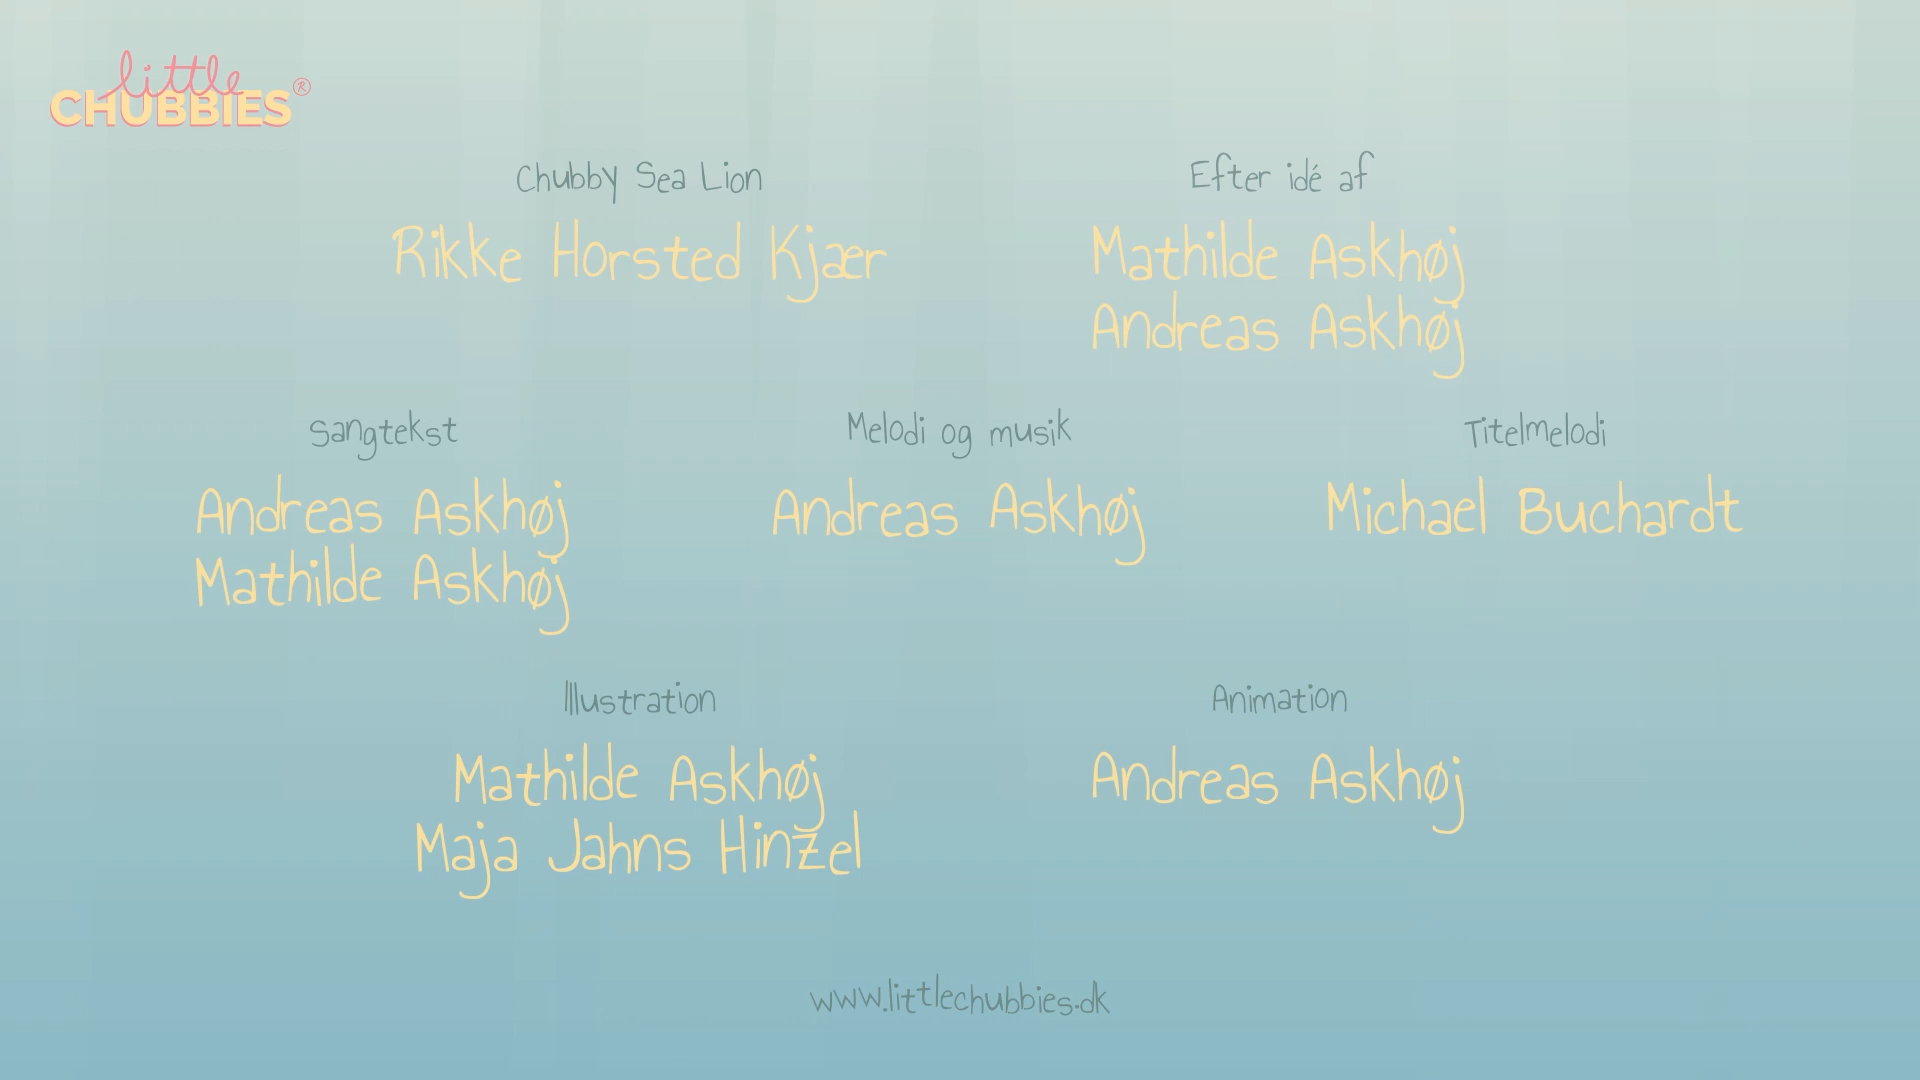 little
CHUBBIES®
Chubby Sea Lion
Rikke Horsted Kjær
Efter idé af
Mathilde Askhøj
Andreas Askhøj
Sangtekst
Andreas Askhøj
Mathilde Askhøj
Melodi og musik
Andreas Askhøj
Titelmelodi
Michael Buchardt
Illustration
Mathilde Askhøj
Maja Jahns Hinzel
Animation
Andreas Askhøj
www.littlechubbies.dk